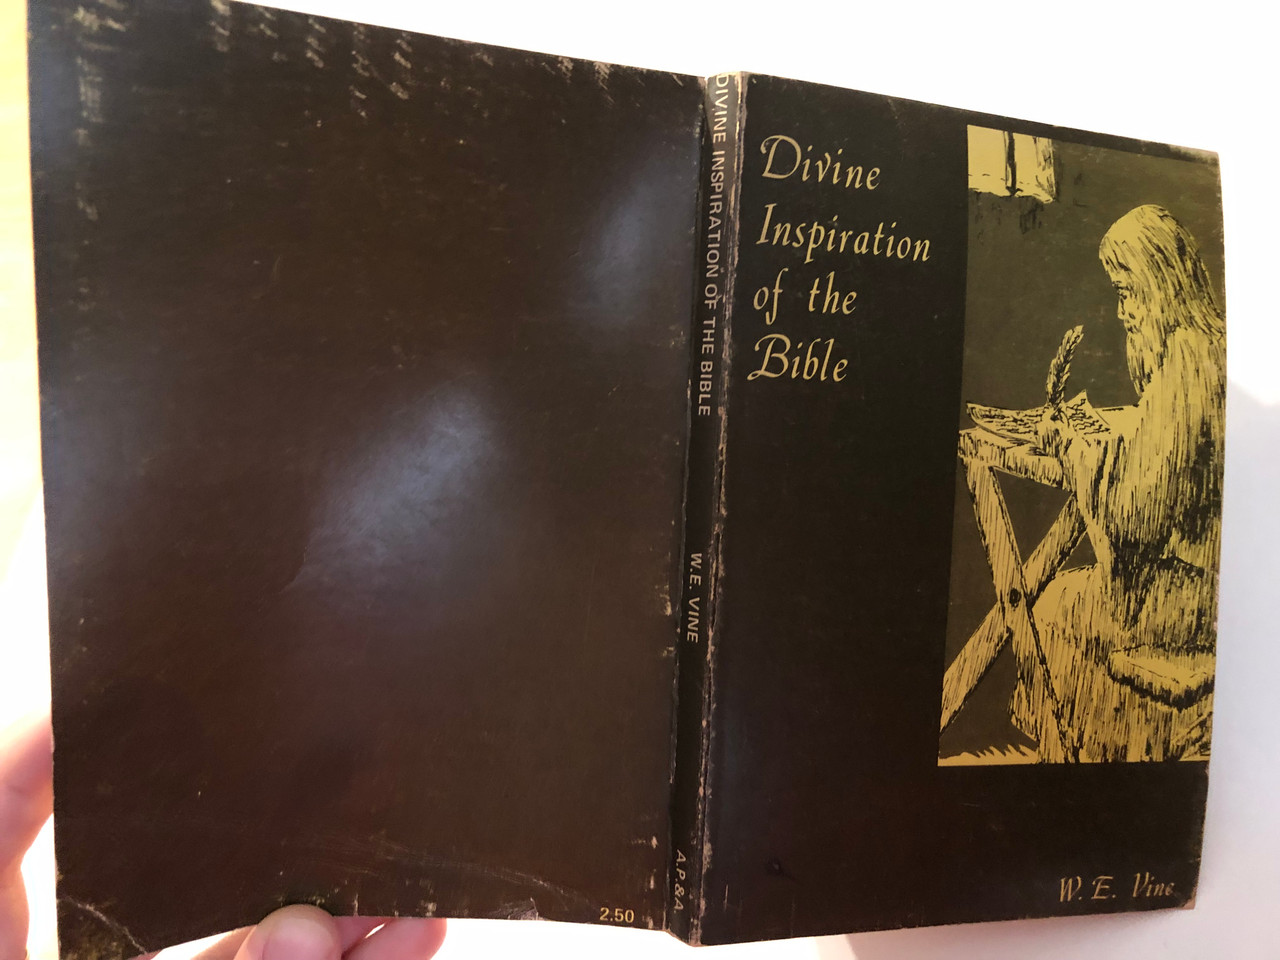 2.50
DIVINE INSPIRATION OF THE BIBLE
W.E. VINE
A.P.&A
Divine
Inspiration
of the
Bible
W. E. Vine